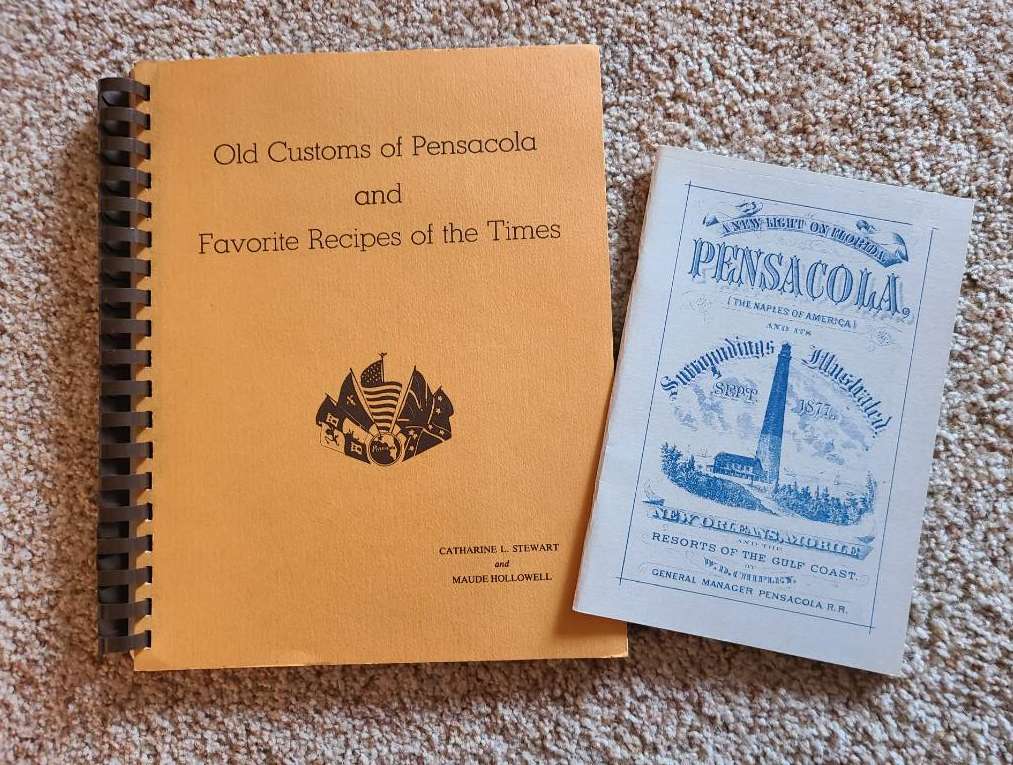 Old Customs of Pensacola
and
Favorite Recipes of the Times
CATHARINE L. STEWART
and
MAUDE HOLLOWELL
A NEW LIGHT ON FLORIDA
PENSACOLA,
(THE NAPLES OF AMERICA)
AND ITS
Surroundings Illustrated.
SEPT. 1877.
NEW ORLEANS, MOBILE
AND THE
RESORTS OF THE GULF COAST.
BY
W. D. CHIPLEY,
GENERAL MANAGER PENSACOLA R.R.